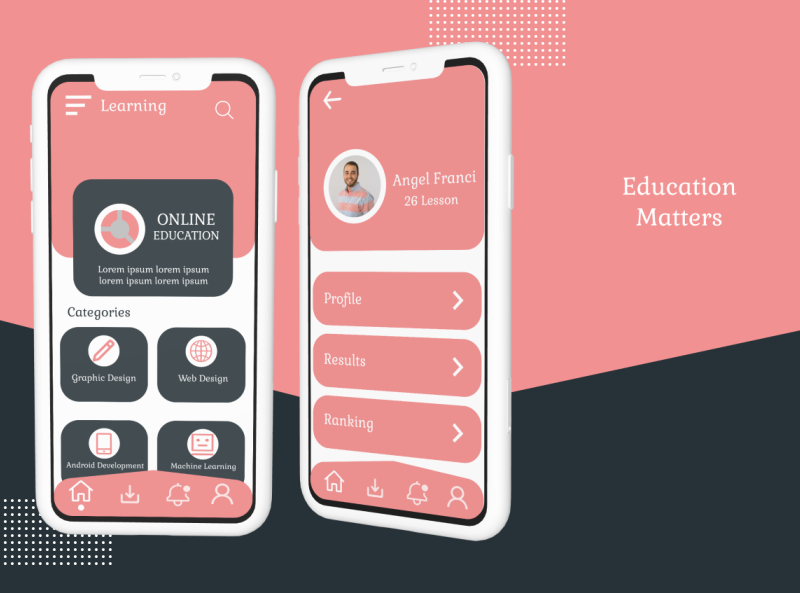 Learning
ONLINE
EDUCATION
Lorem ipsum lorem ipsum
lorem ipsum lorem ipsum
Categories
Graphic Design
Web Design
Android Development
Machine Learning
Angel Franci
26 Lesson
Profile
Results
Ranking
Education
Matters